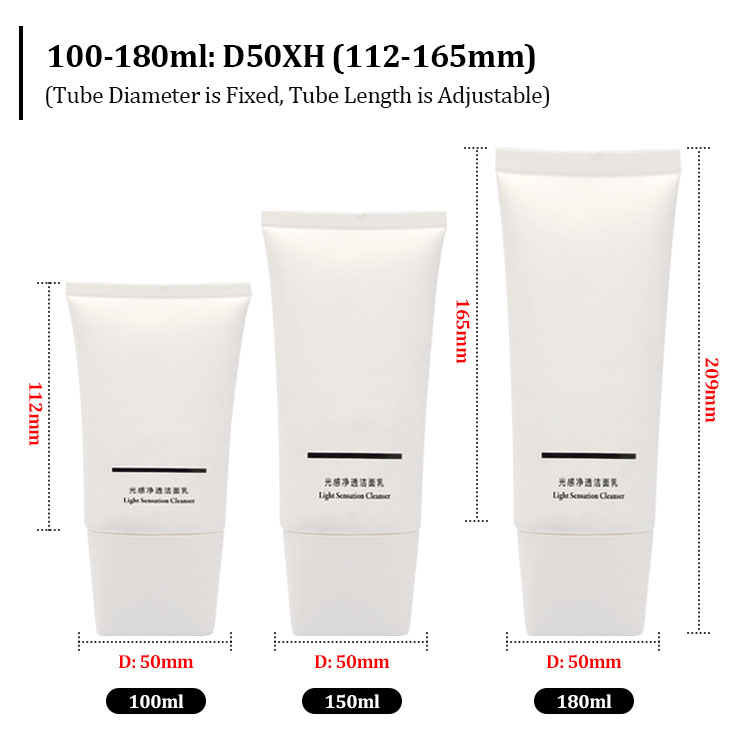 100-180ml: D50XH (112-165mm)
(Tube Diameter is Fixed, Tube Length is Adjustable)
112mm
165mm
209mm
光感净透洁面乳
Light Sensation Cleanser
光感净透洁面乳
Light Sensation Cleanser
光感净透洁面乳
Light Sensation Cleanser
D: 50mm
D: 50mm
D: 50mm
100ml
150ml
180ml